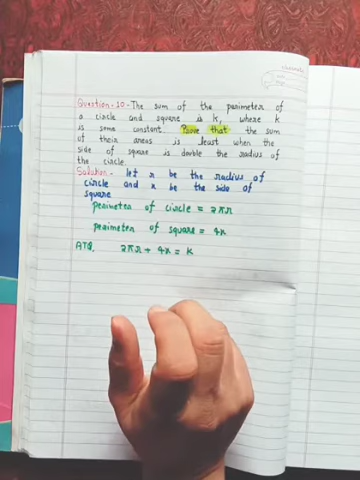 Question-10- The sum of the perimeter of
a circle and square is k, where k
is some constant. Prove that the sum
of their areas is least when the
side of square is double the radius of
the circle.
Solution- let r be the radius of
circle and x be the side of
square
perimeter of circle = 2πr
perimeter of square = 4x
ATQ, 2πr + 4x = k